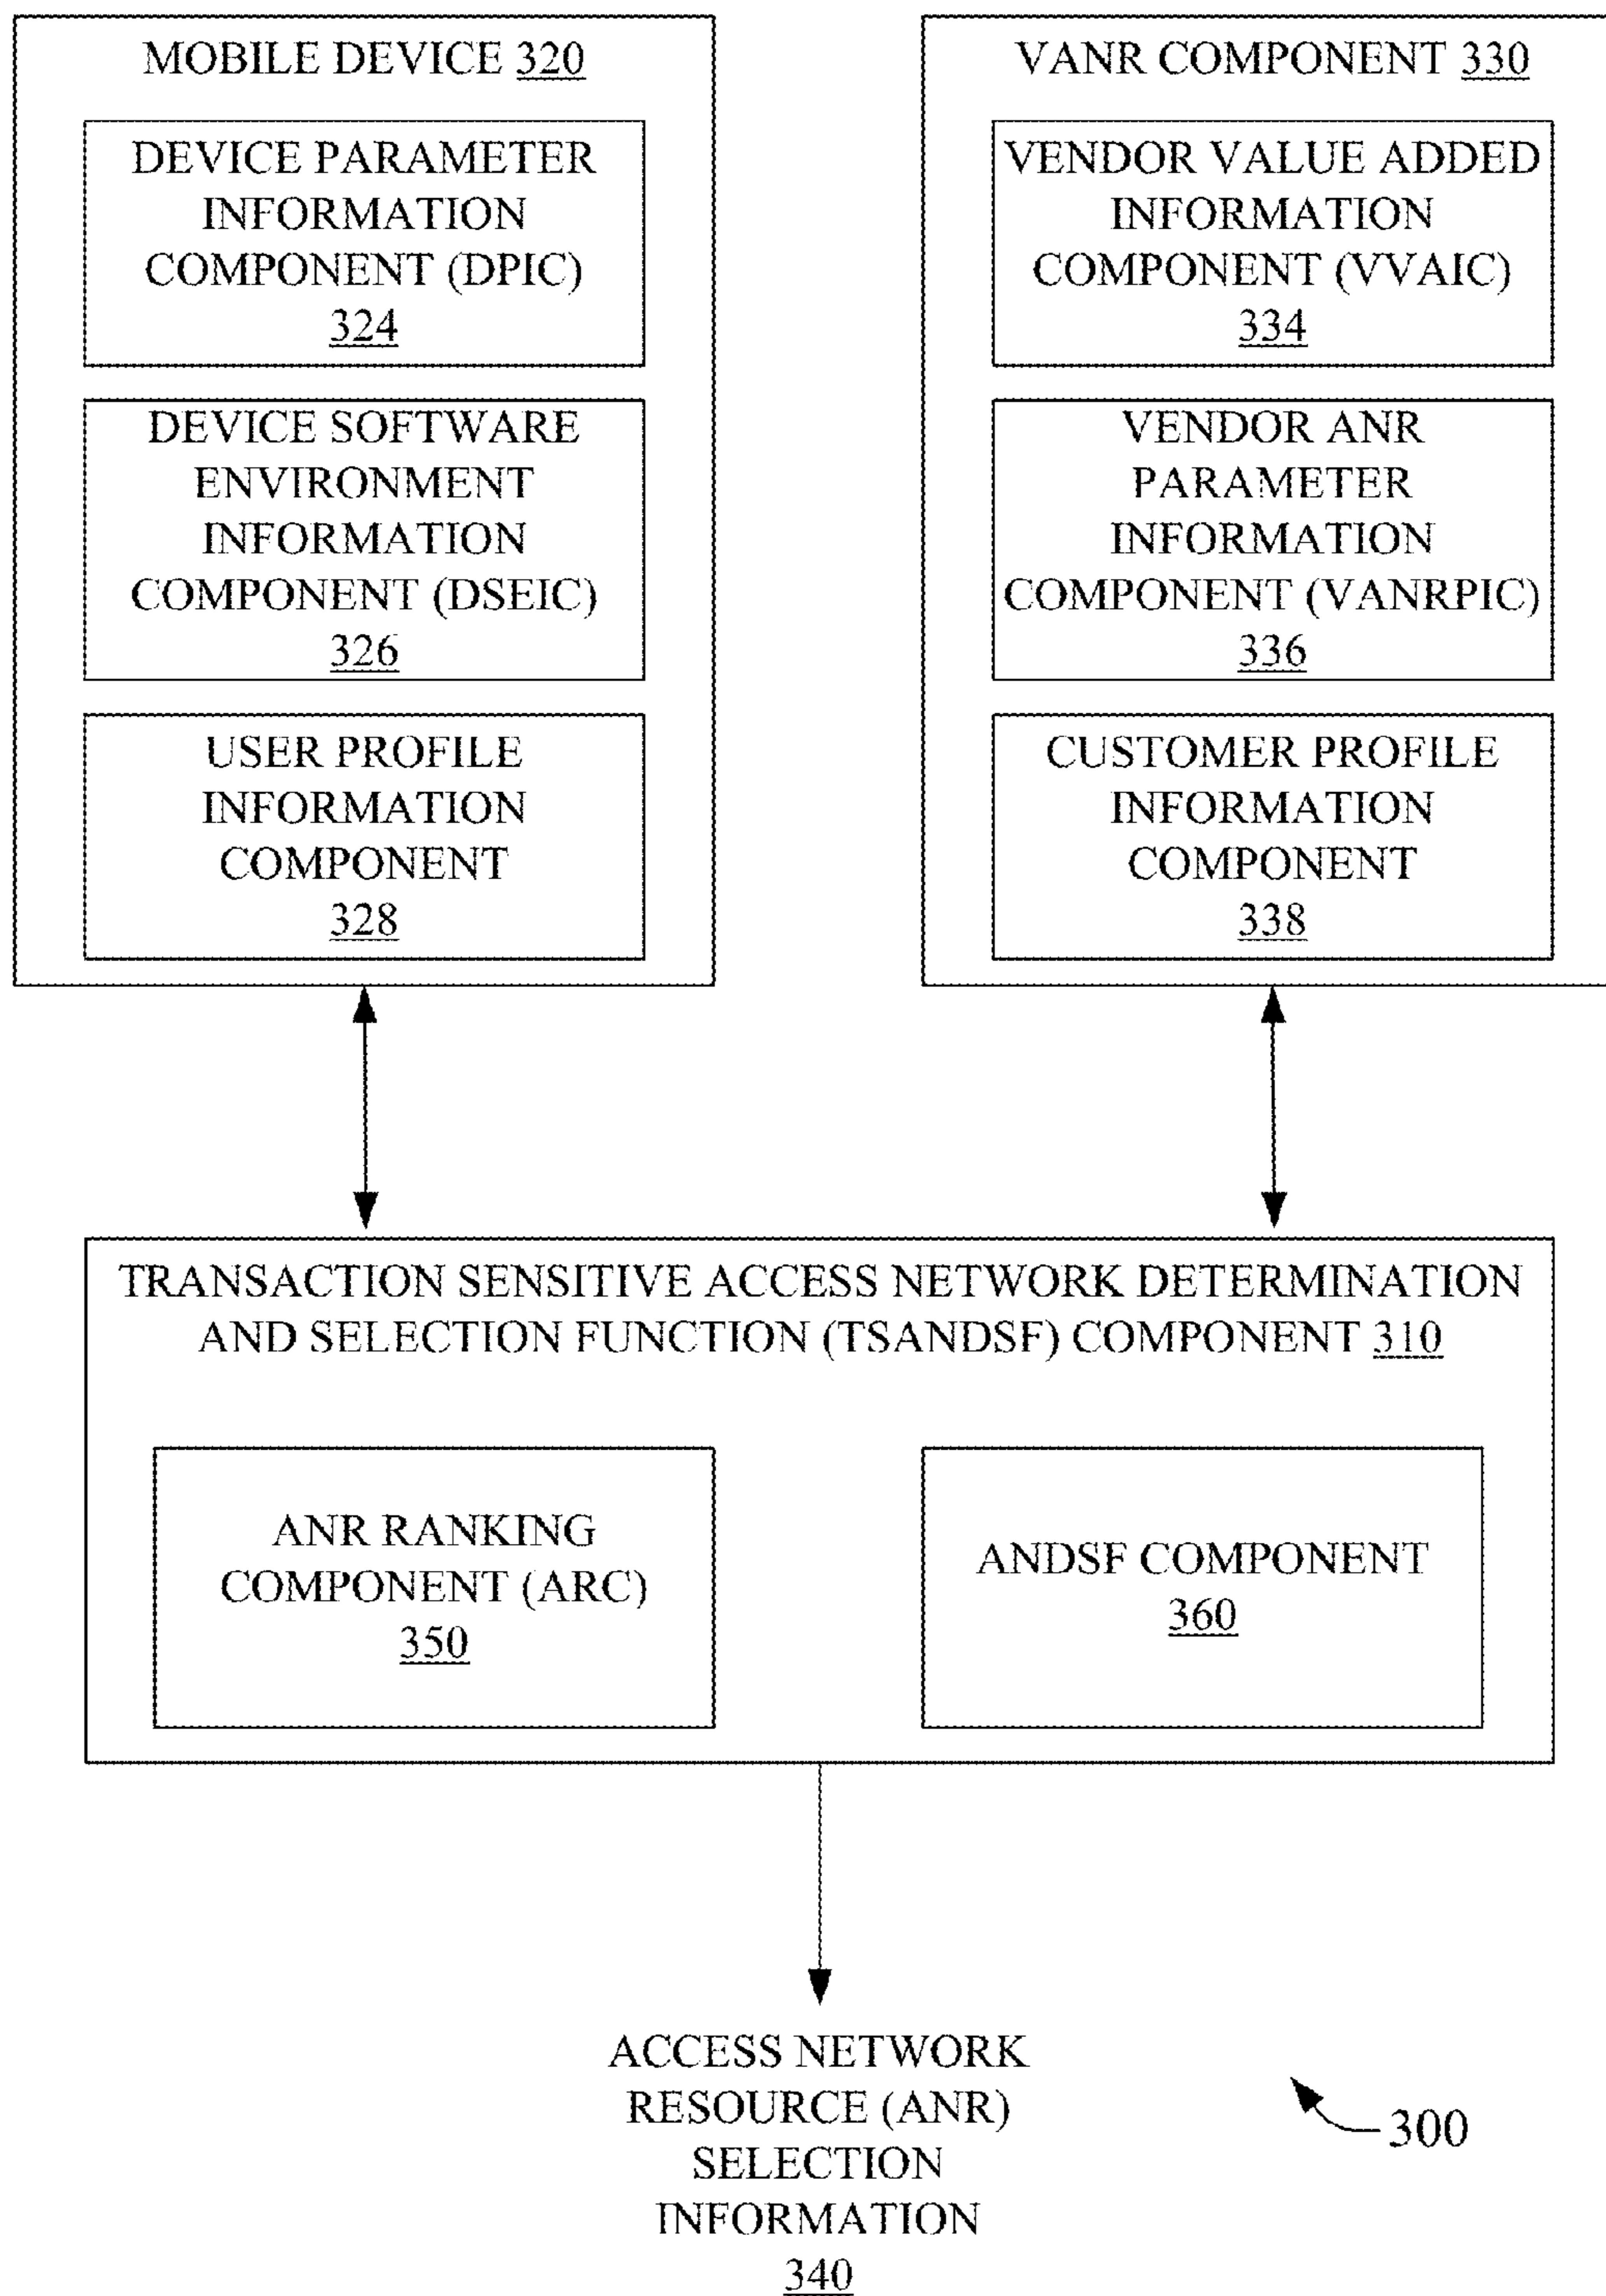 MOBILE DEVICE 320
DEVICE PARAMETER
INFORMATION
COMPONENT (DPIC)
324
DEVICE SOFTWARE
ENVIRONMENT
INFORMATION
COMPONENT (DSEIC)
326
USER PROFILE
INFORMATION
COMPONENT
328
VANR COMPONENT 330
VENDOR VALUE ADDED
INFORMATION
COMPONENT (VVAIC)
334
VENDOR ANR
PARAMETER
INFORMATION
COMPONENT (VANRPIC)
336
CUSTOMER PROFILE
INFORMATION
COMPONENT
338
TRANSACTION SENSITIVE ACCESS NETWORK DETERMINATION
AND SELECTION FUNCTION (TSANDSF) COMPONENT 310
ANR RANKING
COMPONENT (ARC)
350
ANDSF COMPONENT
360
ACCESS NETWORK
RESOURCE (ANR)
SELECTION
INFORMATION
340
300